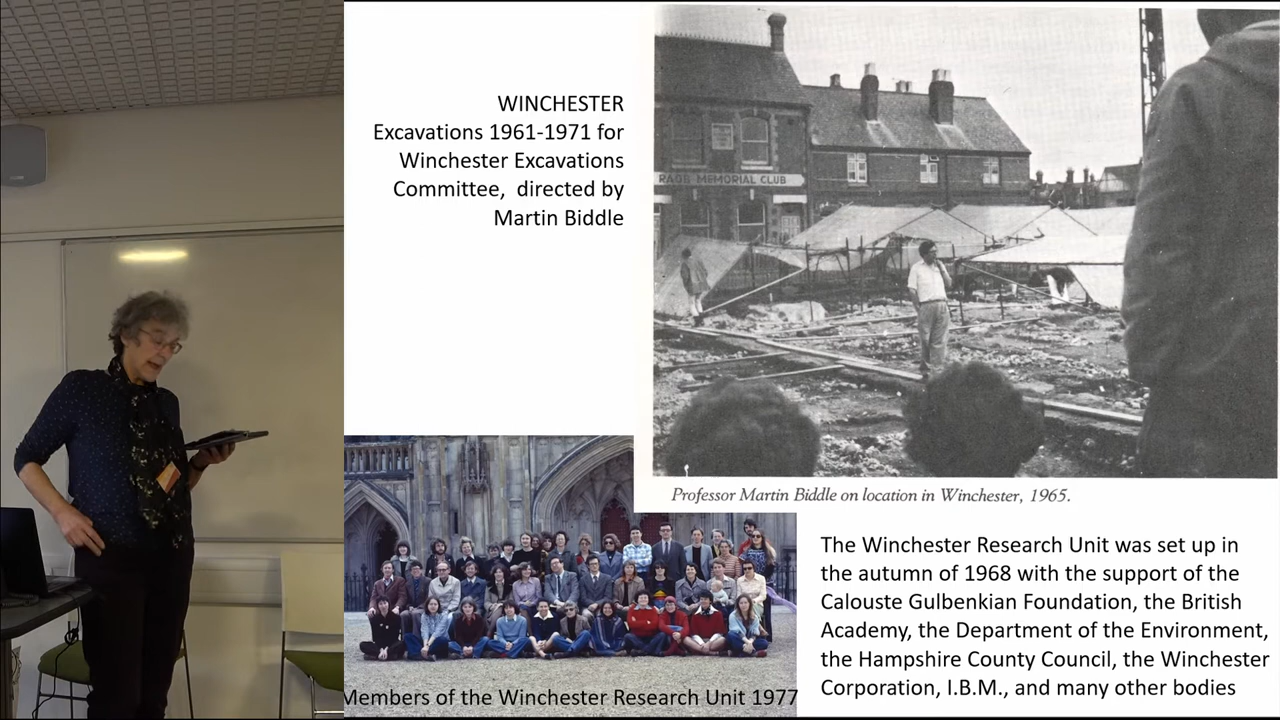 WINCHESTER
Excavations 1961-1971 for
Winchester Excavations
Committee, directed by
Martin Biddle
RAOB MEMORIAL CLUB
Professor Martin Biddle on location in Winchester, 1965.
The Winchester Research Unit was set up in
the autumn of 1968 with the support of the
Calouste Gulbenkian Foundation, the British
Academy, the Department of the Environment,
the Hampshire County Council, the Winchester
Corporation, I.B.M., and many other bodies
Members of the Winchester Research Unit 1977